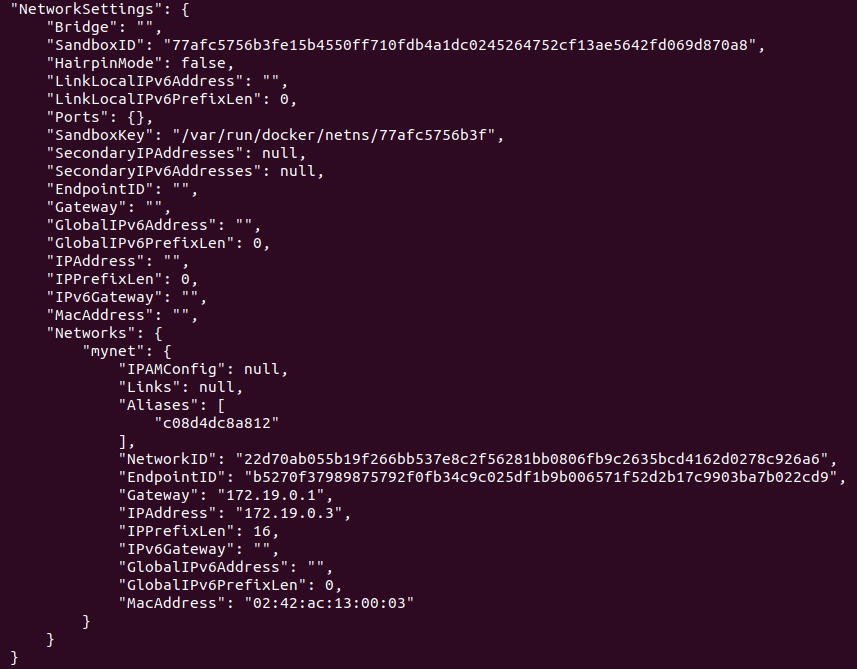 "NetworkSettings": {
"Bridge": "",
"SandboxID": "77afc5756b3fe15b4550ff710fdb4a1dc0245264752cf13ae5642fd069d870a8",
"HairpinMode": false,
"LinkLocalIPv6Address": "",
"LinkLocalIPv6PrefixLen": 0,
"Ports": {},
"SandboxKey": "/var/run/docker/netns/77afc5756b3f",
"SecondaryIPAddresses": null,
"SecondaryIPv6Addresses": null,
"EndpointID": "",
"Gateway": "",
"GlobalIPv6Address": "",
"GlobalIPv6PrefixLen": 0,
"IPAddress": "",
"IPPrefixLen": 0,
"IPv6Gateway": "",
"MacAddress": "",
"Networks": {
"mynet": {
"IPAMConfig": null,
"Links": null,
"Aliases": [
"c08d4dc8a812"
],
"NetworkID": "22d70ab055b19f266bb537e8c2f56281bb0806fb9c2635bcd4162d0278c926a6",
"EndpointID": "b5270f37989875792f0fb34c9c025df1b9b006571f52d2b17c9903ba7b022cd9",
"Gateway": "172.19.0.1",
"IPAddress": "172.19.0.3",
"IPPrefixLen": 16,
"IPv6Gateway": "",
"GlobalIPv6Address": "",
"GlobalIPv6PrefixLen": 0,
"MacAddress": "02:42:ac:13:00:03"
}
}
}